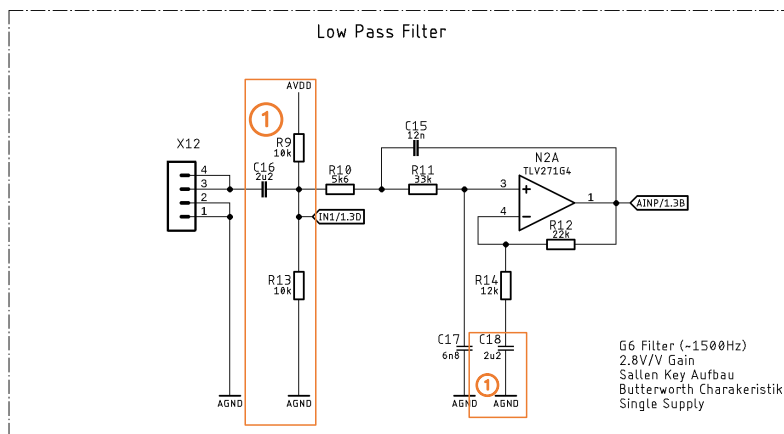 Low Pass Filter
AVDD
1
X12
C15
12n
R9
10k
N2A
TLV271G4
4
3
2
1
C16
2u2
R10
5k6
R11
33k
3
4
1
AINP/1.3B
IN1/1.3D
R12
22k
R13
10k
R14
12k
C17
6n8
C18
2u2
1
AGND
AGND
AGND
AGND
G6 Filter (~1500Hz)
2.8V/V Gain
Sallen Key Aufbau
Butterworth Charakeristik
Single Supply